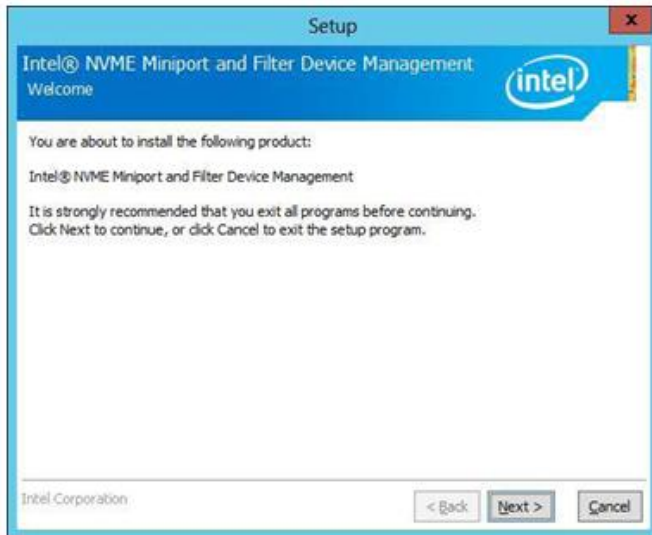 Setup
x
Intel® NVME Miniport and Filter Device Management
Welcome
intel
You are about to install the following product:
Intel® NVME Miniport and Filter Device Management
It is strongly recommended that you exit all programs before continuing.
Click Next to continue, or click Cancel to exit the setup program.
Intel Corporation
< Back Next > Cancel